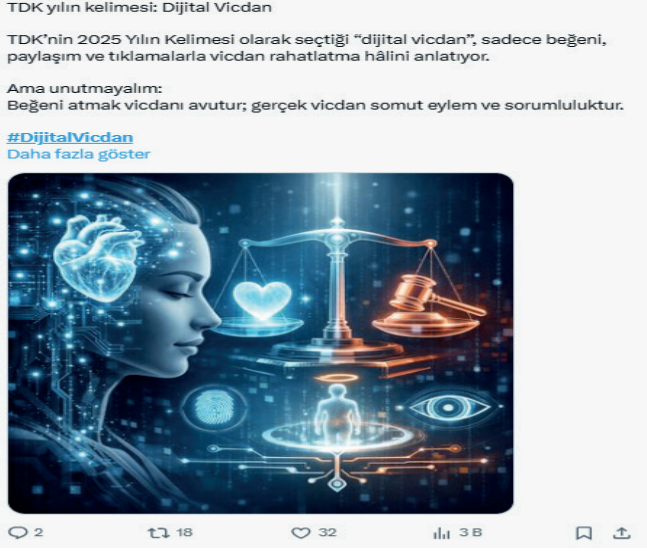 TDK yılın kelimesi: Dijital Vicdan
TDK’nin 2025 Yılın Kelimesi olarak seçtiği “dijital vicdan”, sadece beğeni,
paylaşım ve tıklamalarla vicdan rahatlatma hâlini anlatıyor.
Ama unutmayalım:
Beğeni atmak vicdanı avutur; gerçek vicdan somut eylem ve sorumluluktur.
#DijitalVicdan
Daha fazla göster
2 18 32 3 B